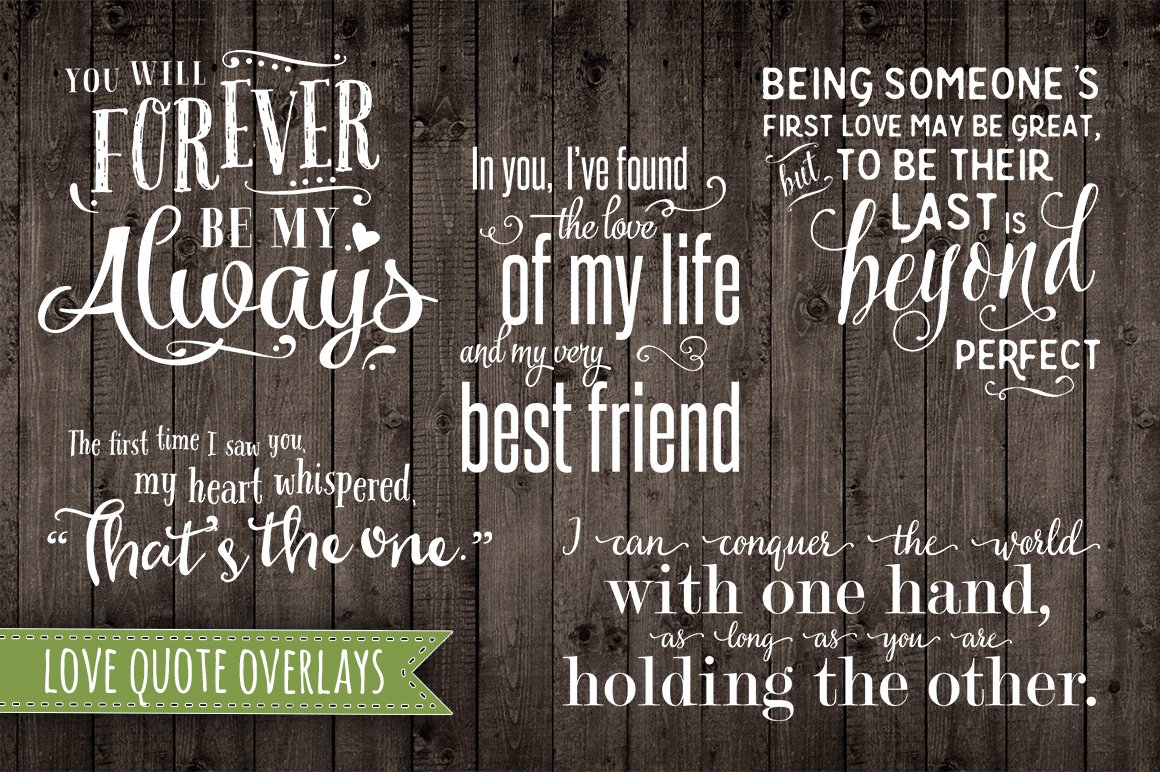 YOU WILL
FOREVER
BE MY
Always
In you, I've found
the love
of my life
and my very
best friend
BEING SOMEONE'S
FIRST LOVE MAY BE GREAT,
but TO BE THEIR
LAST IS
beyond
PERFECT
The first time I saw you,
my heart whispered,
“That's the one.”
I can conquer the world
with one hand,
as long as you are
holding the other.
LOVE QUOTE OVERLAYS